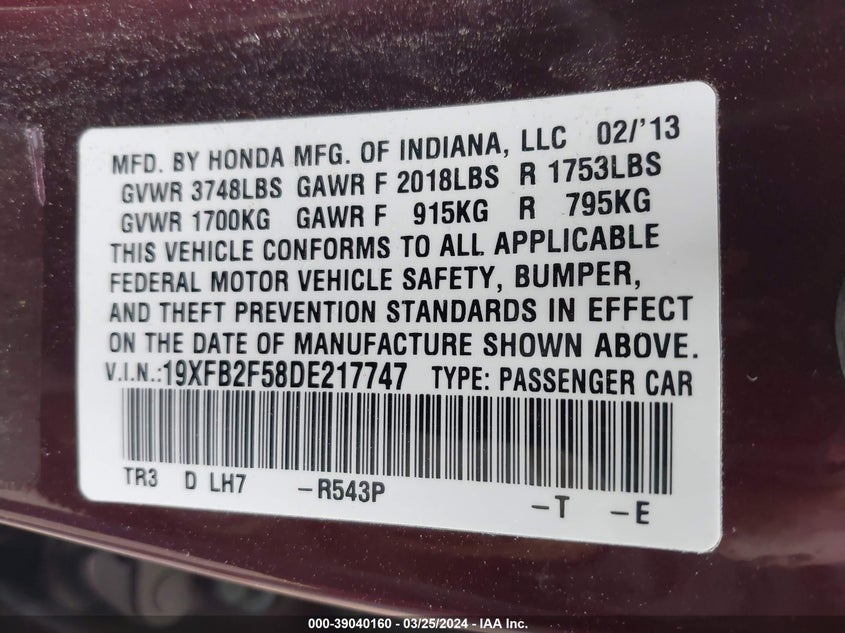 MFD. BY HONDA MFG. OF INDIANA, LLC 02/'13
GVWR 3748LBS GAWR F 2018LBS R 1753LBS
GVWR 1700KG GAWR F 915KG R 795KG
THIS VEHICLE CONFORMS TO ALL APPLICABLE
FEDERAL MOTOR VEHICLE SAFETY, BUMPER,
AND THEFT PREVENTION STANDARDS IN EFFECT
ON THE DATE OF MANUFACTURE SHOWN ABOVE.
V.I.N.:19XFB2F58DE217747 TYPE: PASSENGER CAR
TR3 D LH7 -R543P -T -E
000-39040160 - 03/25/2024 - IAA Inc.